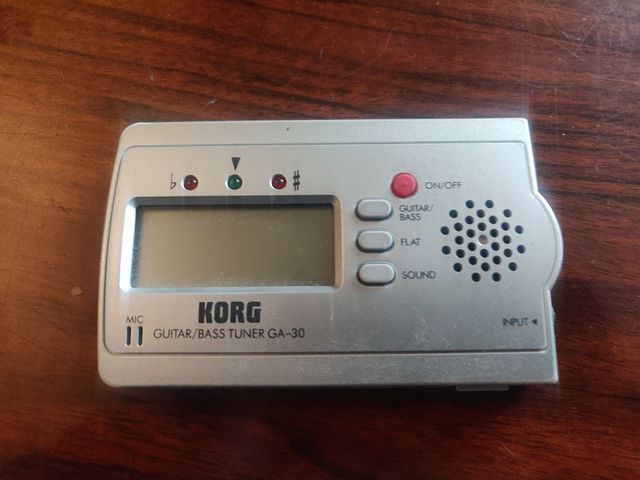 ♭ ▼ ♯
ON/OFF
GUITAR/
BASS
FLAT
SOUND
KORG
MIC
GUITAR/BASS TUNER GA-30
INPUT ◄